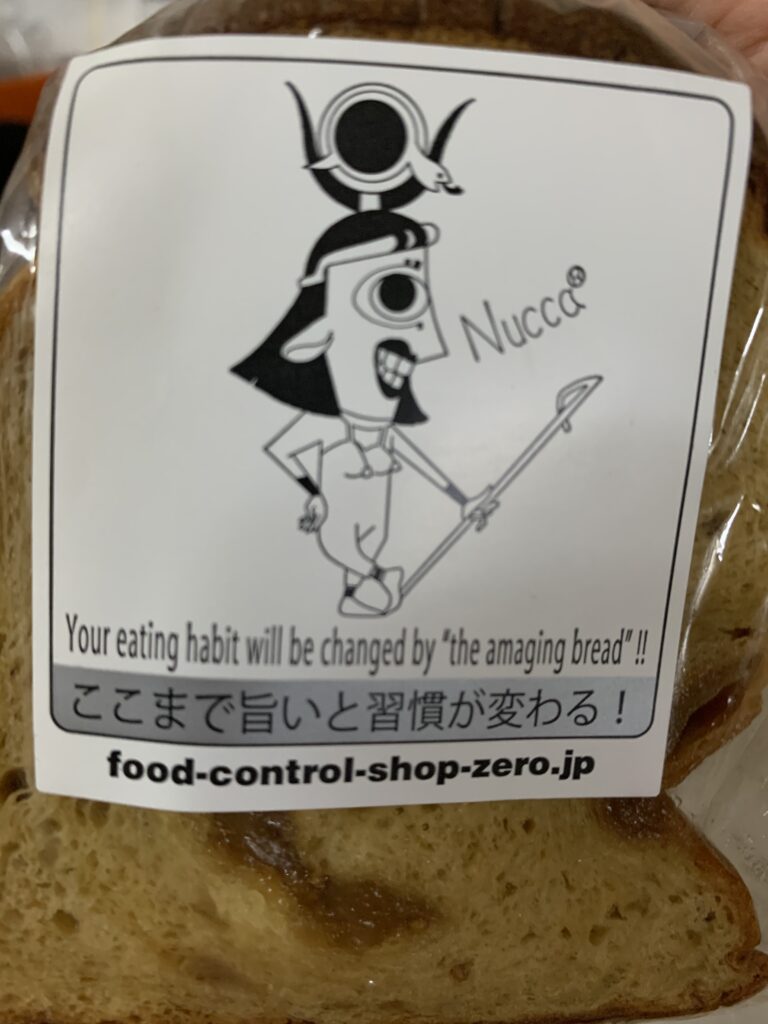 Nucca®
Your eating habit will be changed by "the amaging bread" !!
ここまで旨いと習慣が変わる！
food-control-shop-zero.jp